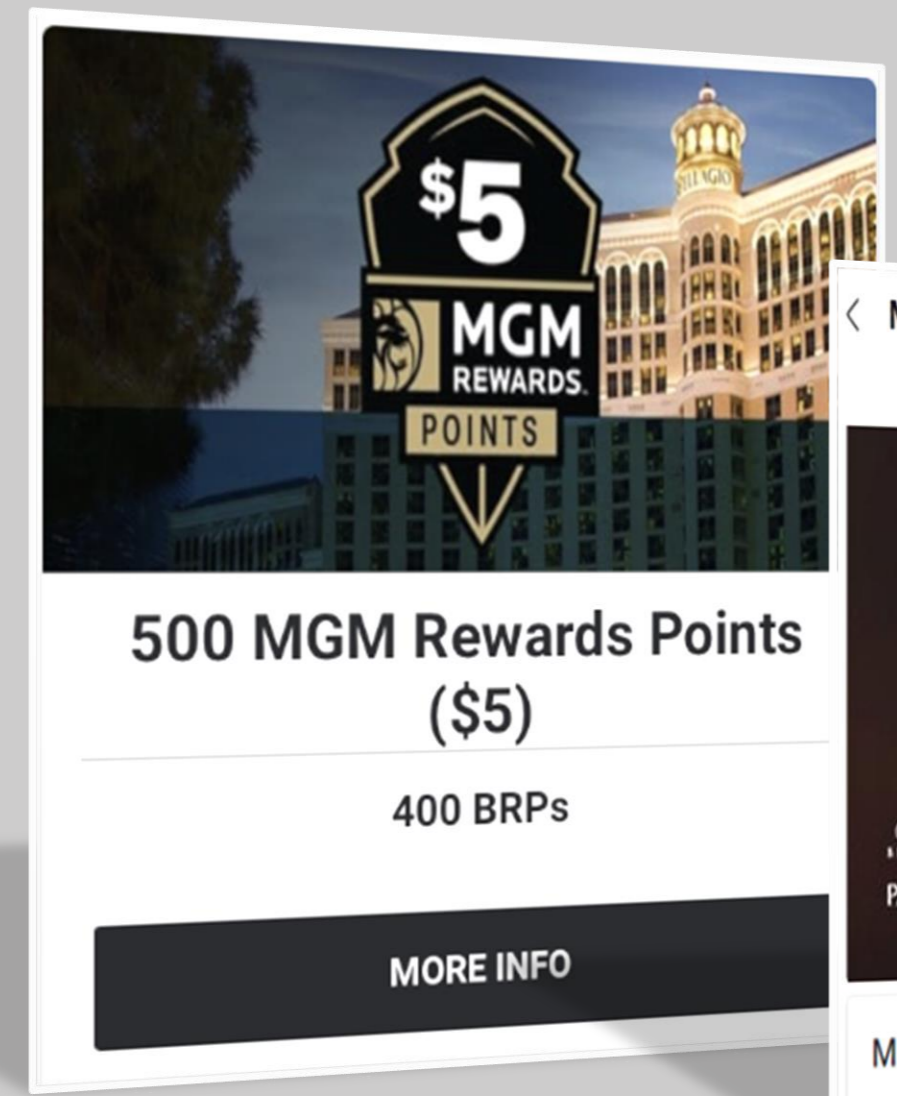 $5
MGM
REWARDS
POINTS
500 MGM Rewards Points
($5)
400 BRPs
MORE INFO